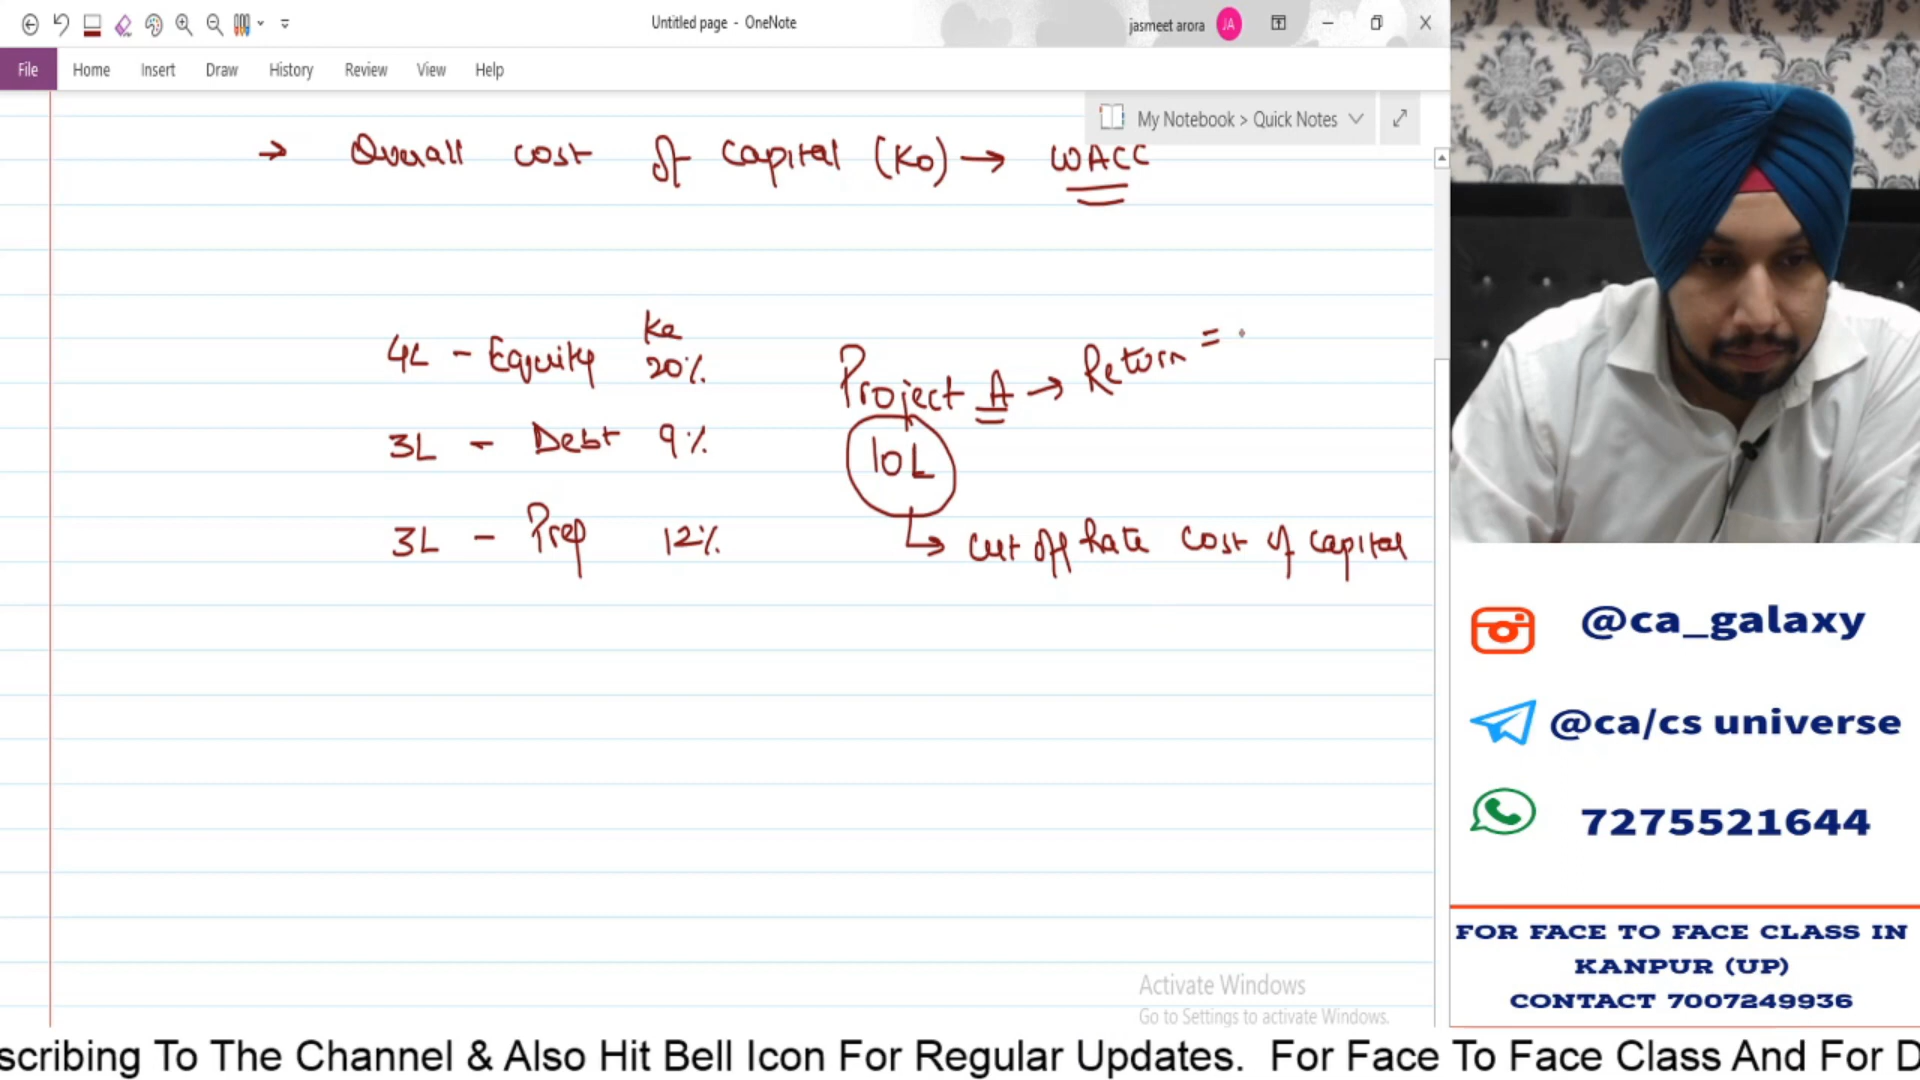 Untitled page - OneNote
jasmeet arora
JA
File Home Insert Draw History Review View Help
My Notebook > Quick Notes
→ Overall cost of capital (Ko) → WACC
Ke
4L - Equity 20%
Project A → Return =
3L - Debt 9%
10L
3L - Pref 12%
cut off Rate cost of capital
@ca_galaxy
@ca/cs universe
7275521644
FOR FACE TO FACE CLASS IN
KANPUR (UP)
CONTACT 7007249936
Activate Windows
Go to Settings to activate Windows.
scribing To The Channel & Also Hit Bell Icon For Regular Updates. For Face To Face Class And For D